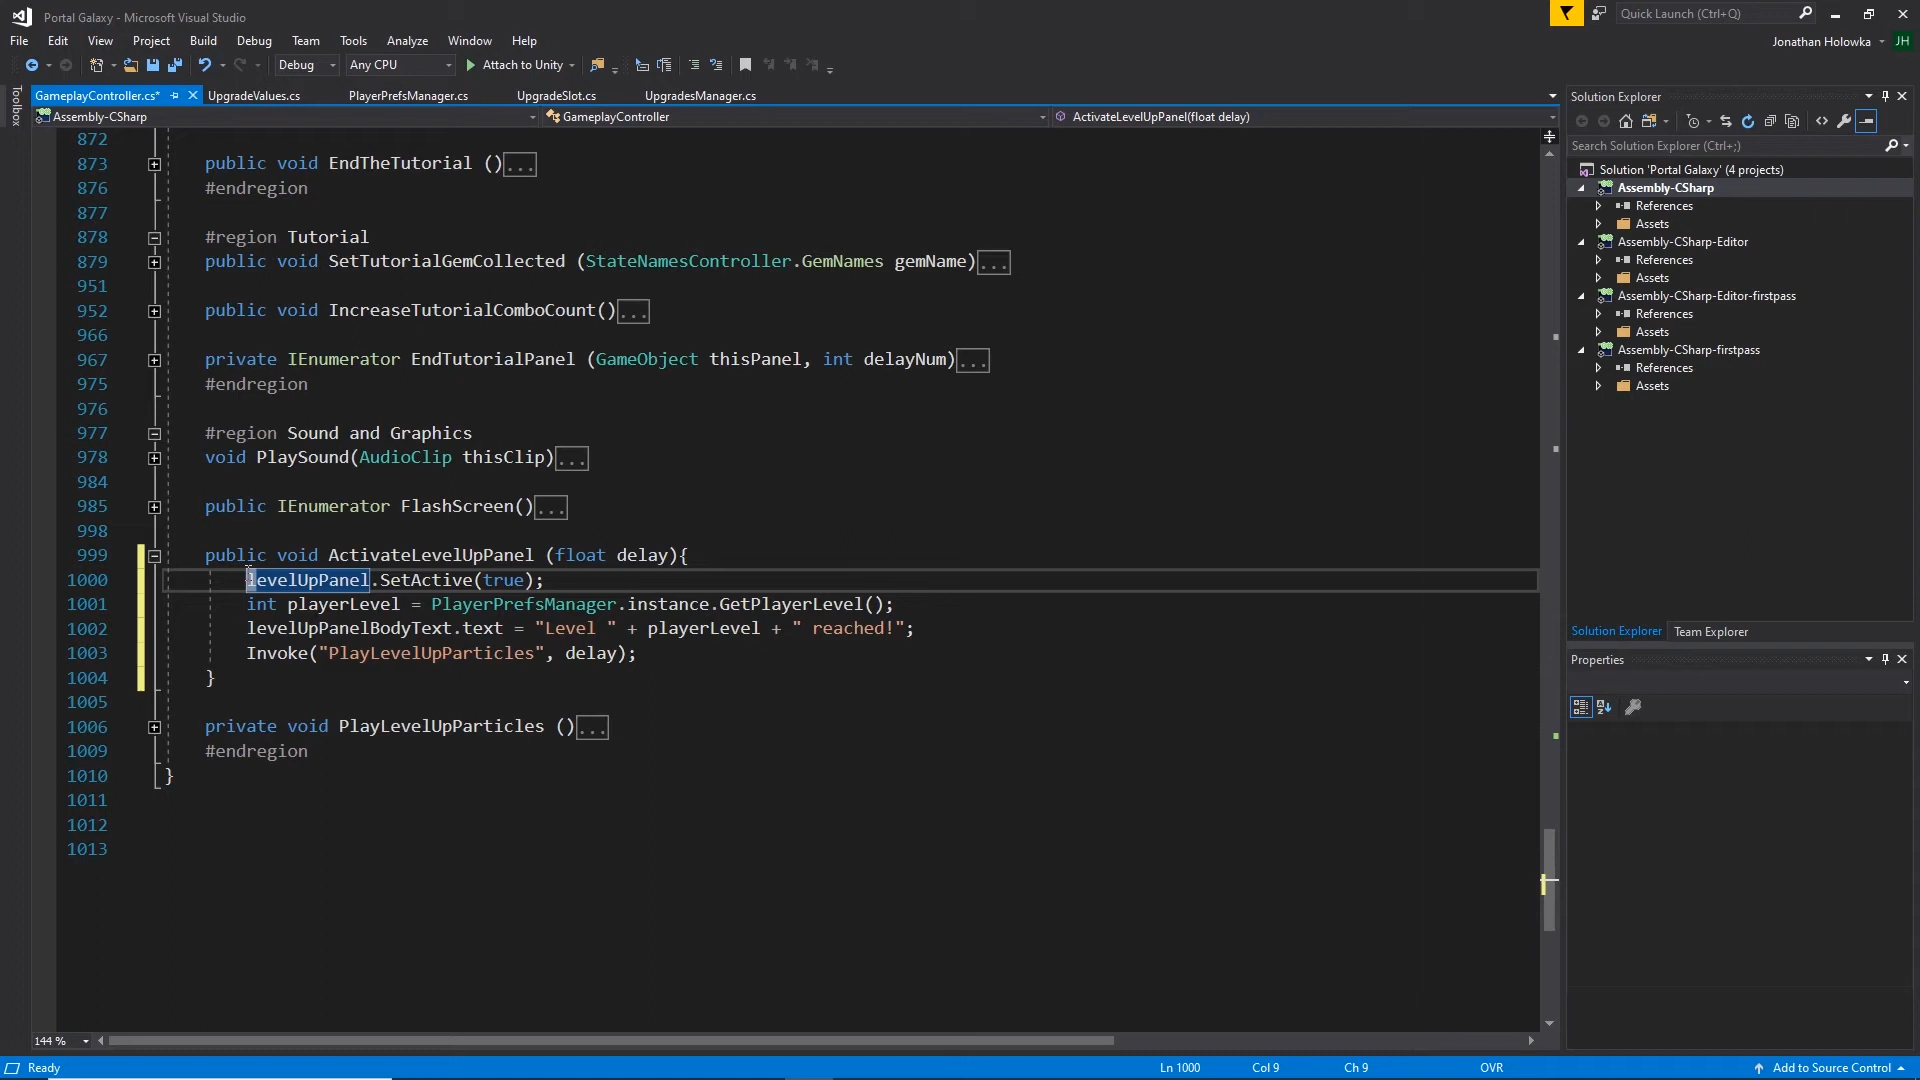 Portal Galaxy - Microsoft Visual Studio
Quick Launch (Ctrl+Q)
File Edit View Project Build Debug Team Tools Analyze Window Help
Jonathan Holowka JH
Debug Any CPU Attach to Unity
Toolbox
GameplayController.cs* UpgradeValues.cs PlayerPrefsManager.cs UpgradeSlot.cs UpgradesManager.cs
Assembly-CSharp GameplayController ActivateLevelUpPanel(float delay)
872
873 public void EndTheTutorial ()...
876 #endregion
877
878 #region Tutorial
879 public void SetTutorialGemCollected (StateNamesController.GemNames gemName)...
951
952 public void IncreaseTutorialComboCount()...
966
967 private IEnumerator EndTutorialPanel (GameObject thisPanel, int delayNum)...
975 #endregion
976
977 #region Sound and Graphics
978 void PlaySound(AudioClip thisClip)...
984
985 public IEnumerator FlashScreen()...
998
999 public void ActivateLevelUpPanel (float delay){
1000 levelUpPanel.SetActive(true);
1001 int playerLevel = PlayerPrefsManager.instance.GetPlayerLevel();
1002 levelUpPanelBodyText.text = "Level " + playerLevel + " reached!";
1003 Invoke("PlayLevelUpParticles", delay);
1004 }
1005
1006 private void PlayLevelUpParticles ()...
1009 #endregion
1010 }
1011
1012
1013
144 %
Solution Explorer
Search Solution Explorer (Ctrl+;)
Solution 'Portal Galaxy' (4 projects)
Assembly-CSharp
References
Assets
Assembly-CSharp-Editor
References
Assets
Assembly-CSharp-Editor-firstpass
References
Assets
Assembly-CSharp-firstpass
References
Assets
Solution Explorer Team Explorer
Properties
Ready Ln 1000 Col 9 Ch 9 OVR Add to Source Control